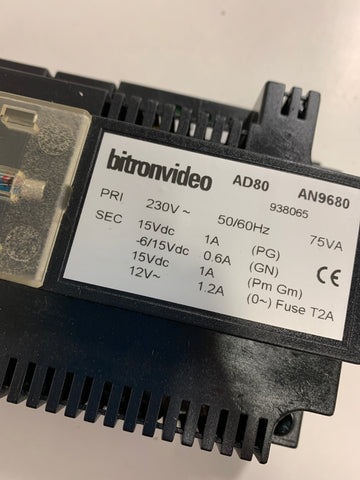 bitronvideo AD80 AN9680
938065
PRI 230V ~ 50/60Hz 75VA
SEC 15Vdc 1A (PG)
-6/15Vdc 0.6A (GN)
15Vdc 1A (Pm Gm)
12V~ 1.2A (0~) Fuse T2A
CE